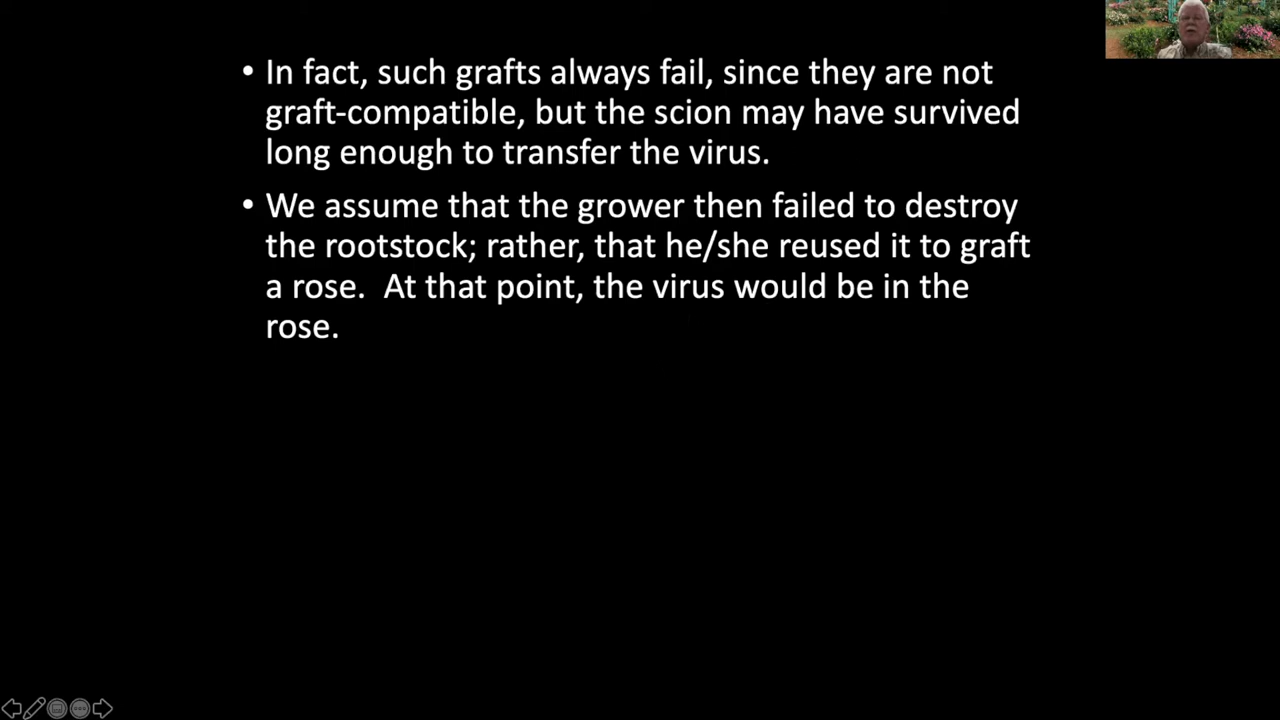 • In fact, such grafts always fail, since they are not
graft-compatible, but the scion may have survived
long enough to transfer the virus.
• We assume that the grower then failed to destroy
the rootstock; rather, that he/she reused it to graft
a rose.  At that point, the virus would be in the
rose.